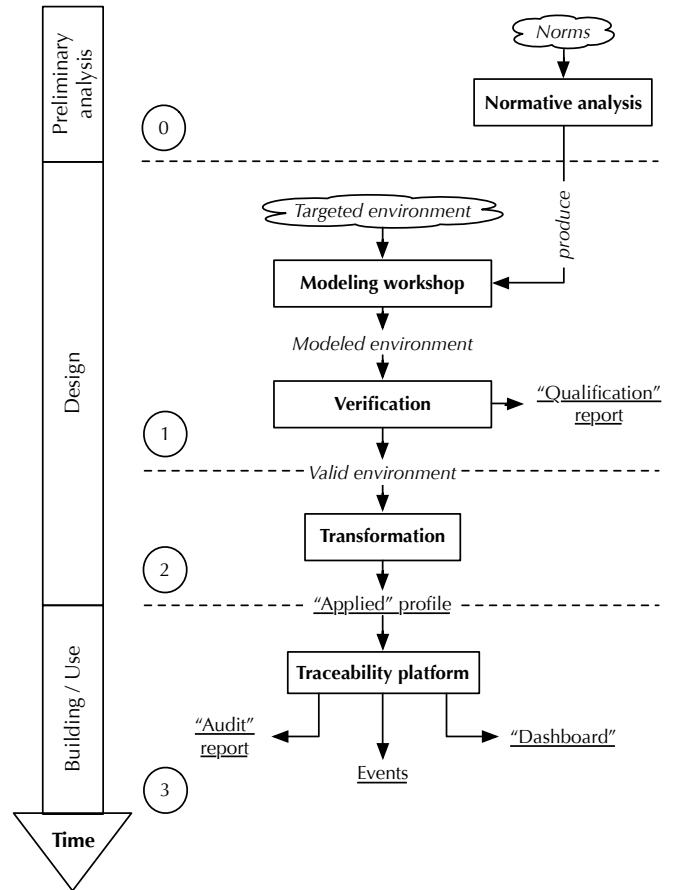 Norms
Preliminary
analysis
Normative analysis
0
Targeted environment
produce
Modeling workshop
Modeled environment
Design
Verification
“Qualification”
report
1
Valid environment
Transformation
2
“Applied” profile
Building / Use
Traceability platform
“Audit”
report
“Dashboard”
Events
3
Time